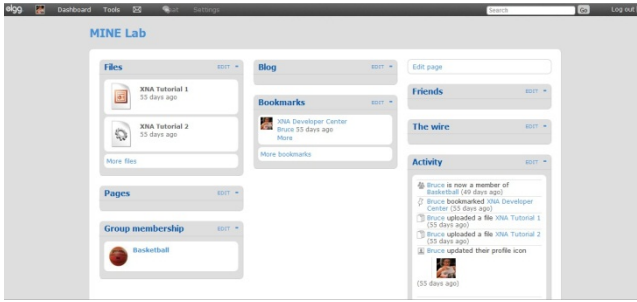 elgg. Dashboard Tools Settings Search Go Log out
MINE Lab
Files EDIT
XNA Tutorial 1
55 days ago
XNA Tutorial 2
55 days ago
More files
Pages EDIT
Group membership EDIT
Basketball
Blog EDIT
Bookmarks EDIT
XNA Developer Center
Bruce 55 days ago
More
More bookmarks
Edit page
Friends EDIT
The wire EDIT
Activity EDIT
Bruce is now a member of
Basketball (49 days ago)
Bruce bookmarked XNA Developer
Center (55 days ago)
Bruce uploaded a file XNA Tutorial 1
(55 days ago)
Bruce uploaded a file XNA Tutorial 2
(55 days ago)
Bruce updated their profile icon
(55 days ago)